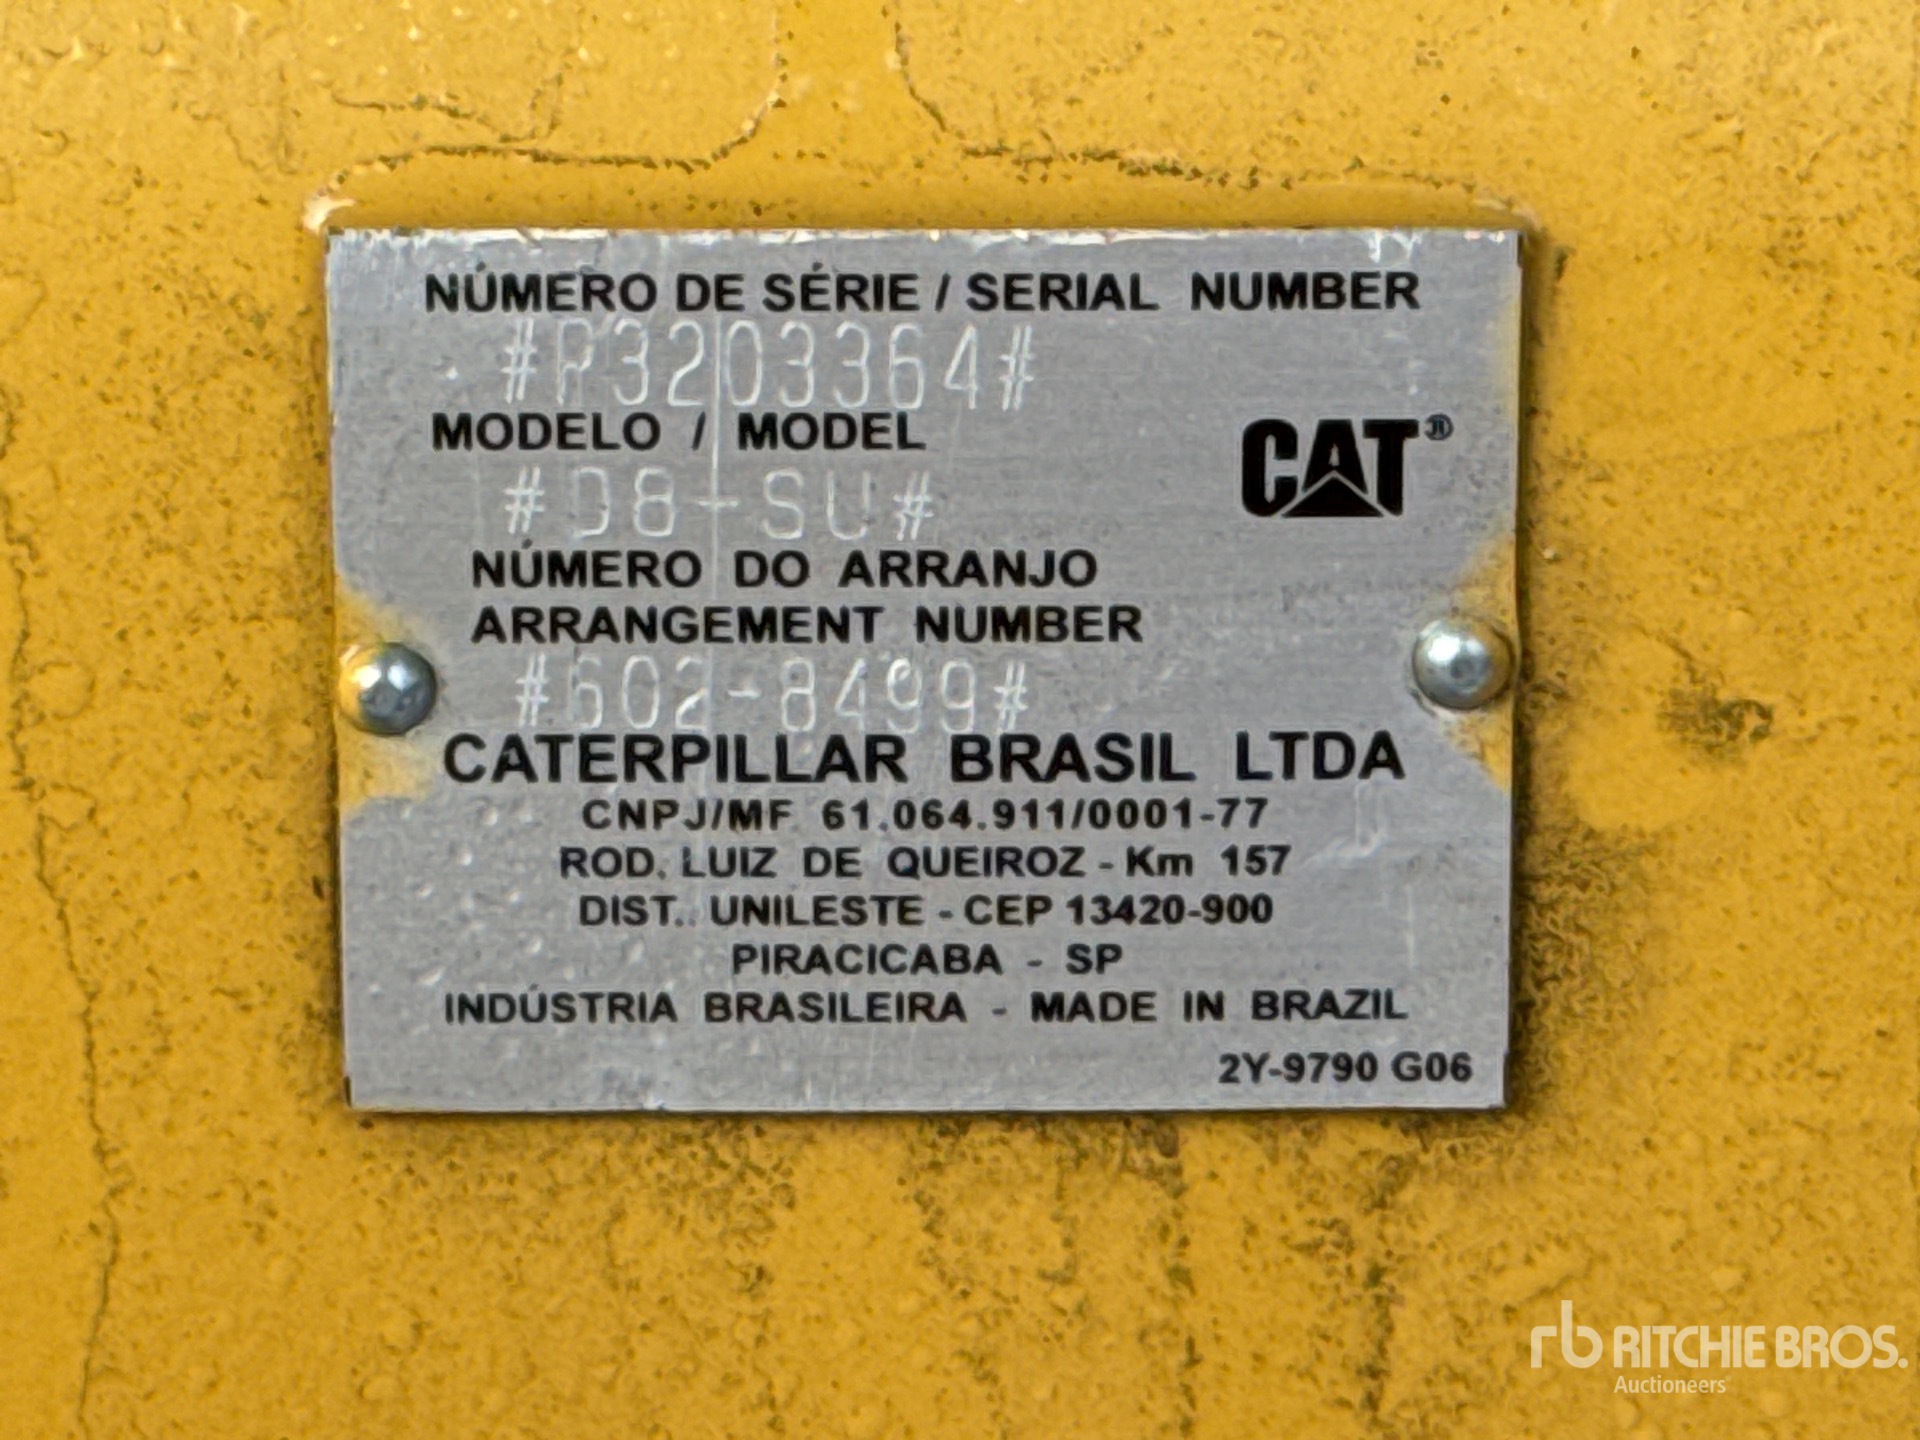 NÚMERO DE SÉRIE / SERIAL NUMBER
#P3203364#
MODELO / MODEL
#D8-SU#
CAT®
NÚMERO DO ARRANJO
ARRANGEMENT NUMBER
#602-8499#
CATERPILLAR BRASIL LTDA
CNPJ/MF 61.064.911/0001-77
ROD. LUIZ DE QUEIROZ - Km 157
DIST.. UNILESTE - CEP 13420-900
PIRACICABA - SP
INDÚSTRIA BRASILEIRA - MADE IN BRAZIL
2Y-9790 G06
rb RITCHIE BROS.
Auctioneers